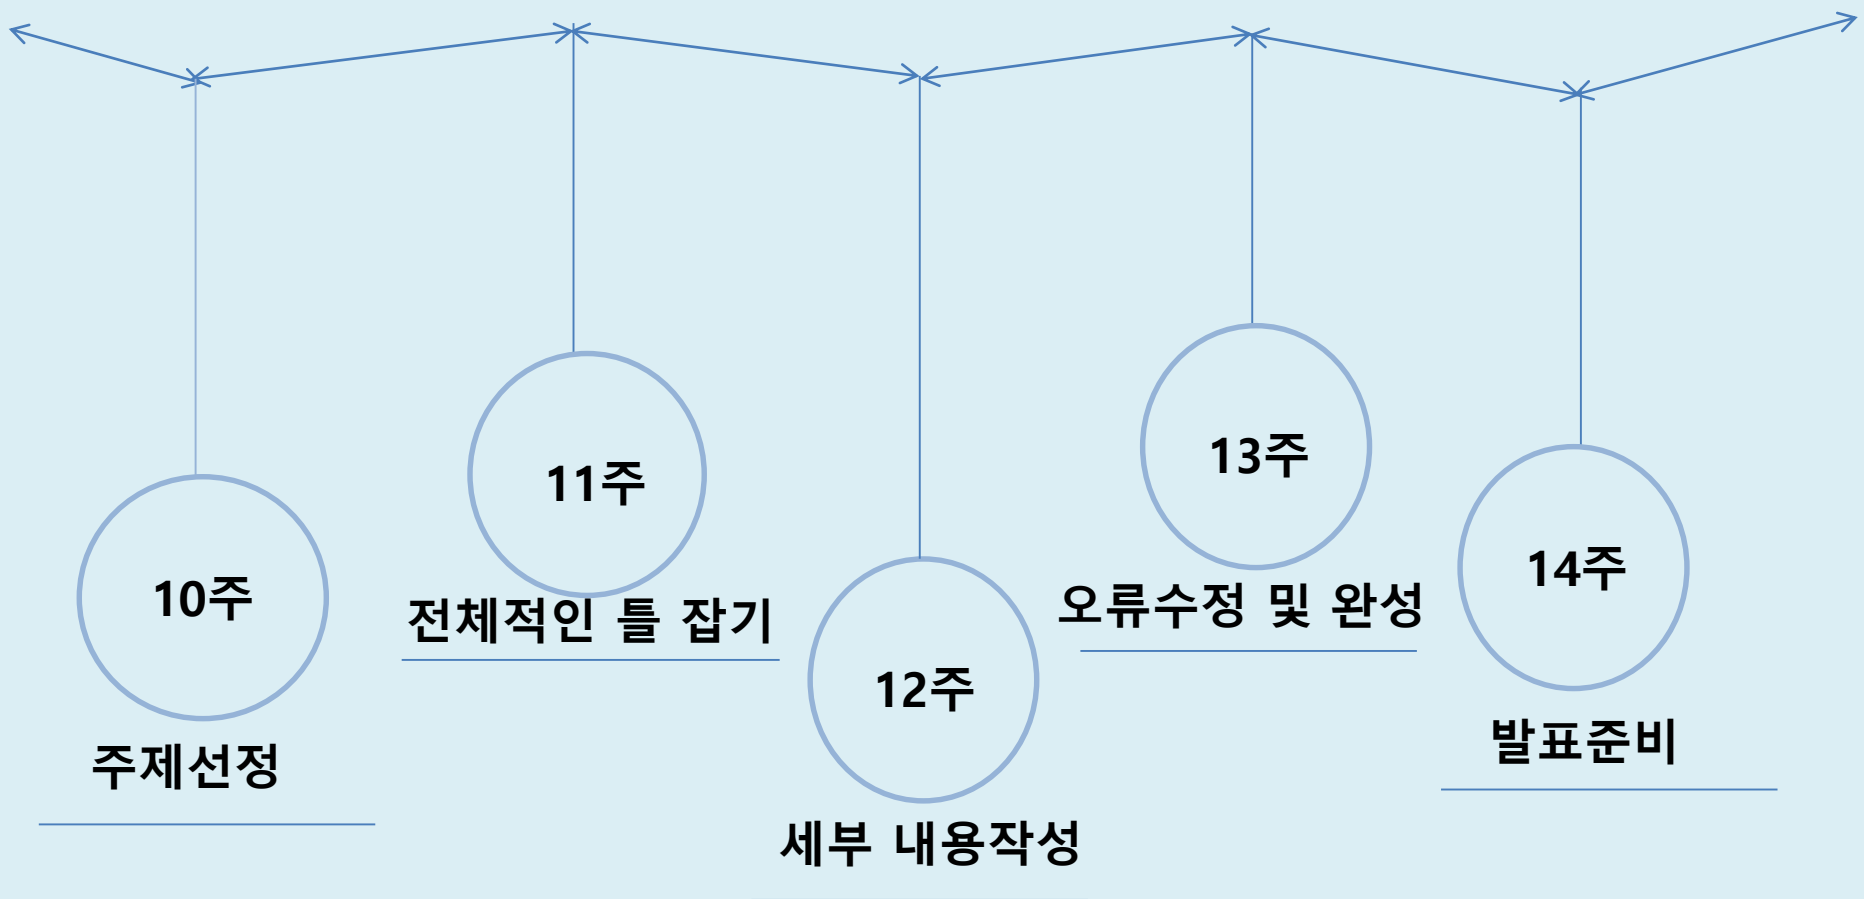 10주
주제선정
11주
전체적인 틀 잡기
12주
세부 내용작성
13주
오류수정 및 완성
14주
발표준비